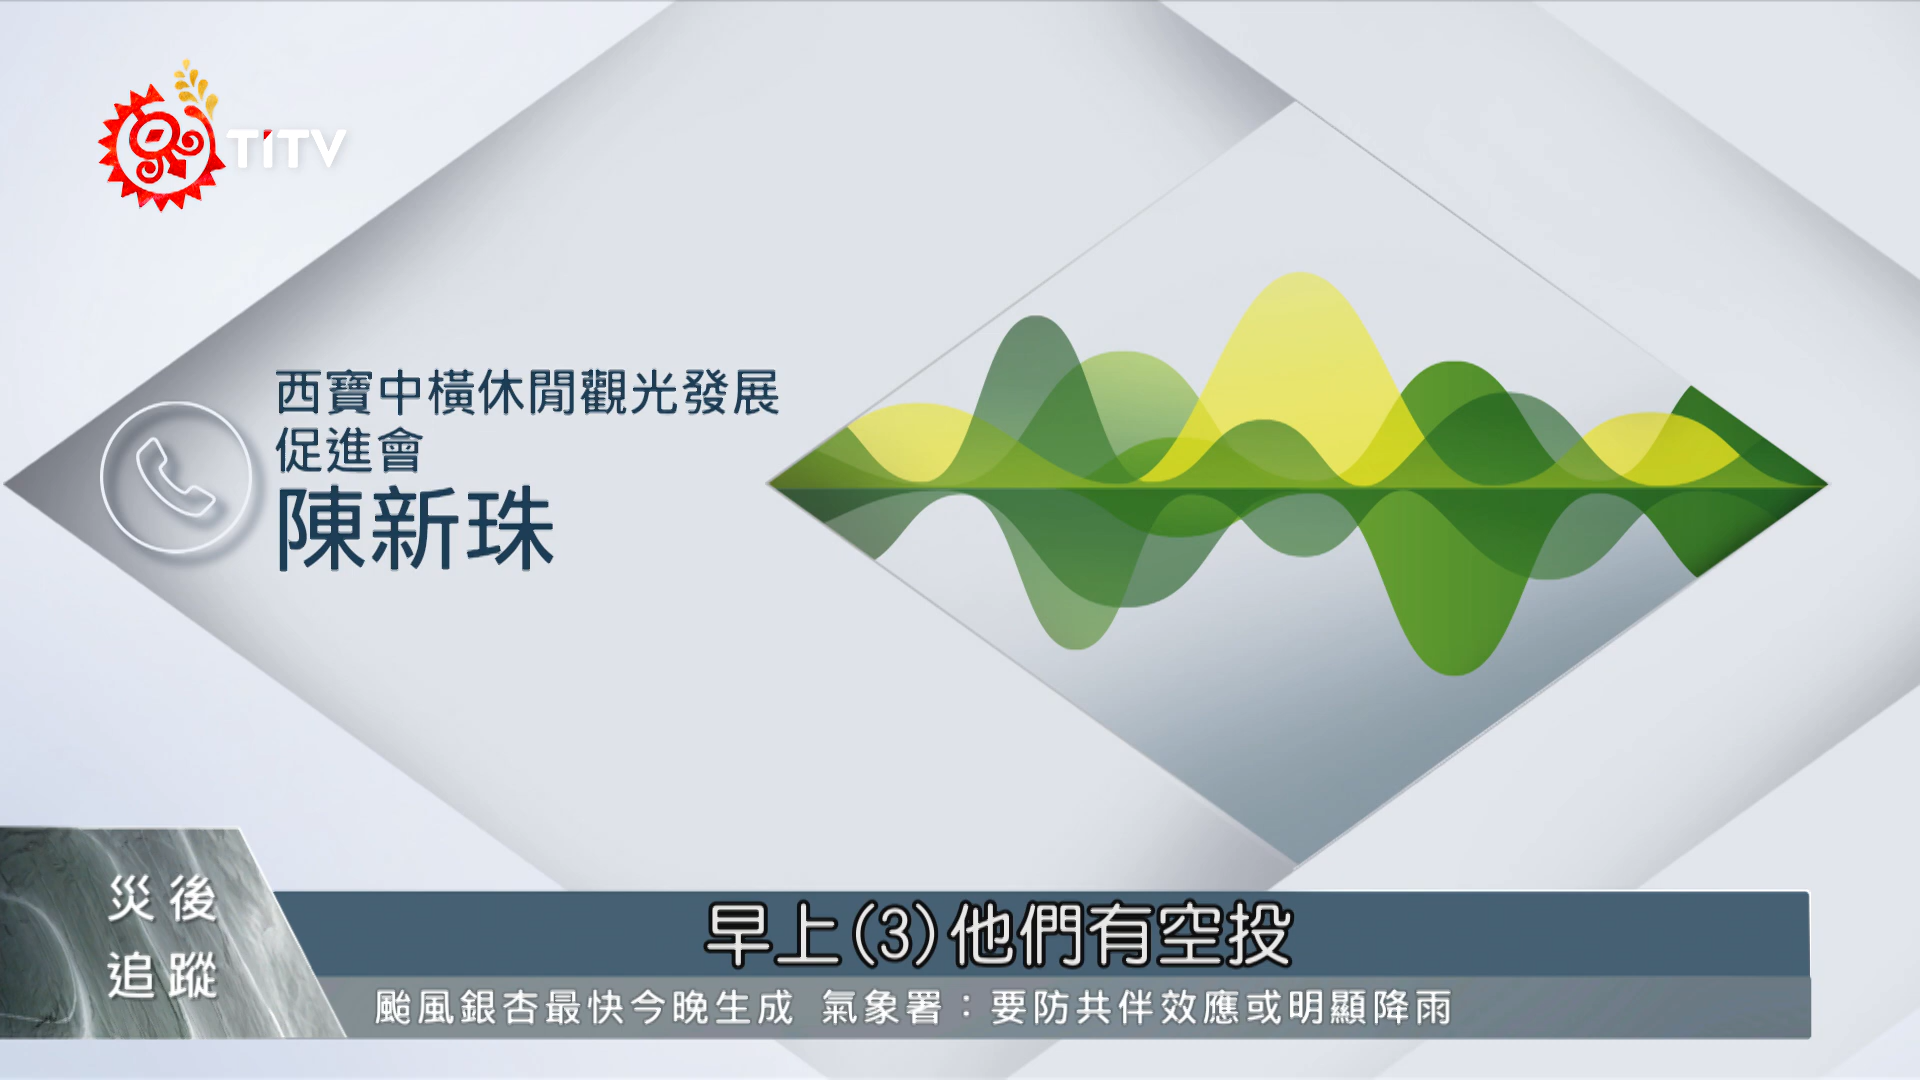 TiTV
西寶中橫休閒觀光發展
促進會
陳新珠
災後
追蹤
早上(3)他們有空投
颱風銀杏最快今晚生成 氣象署：要防共伴效應或明顯降雨